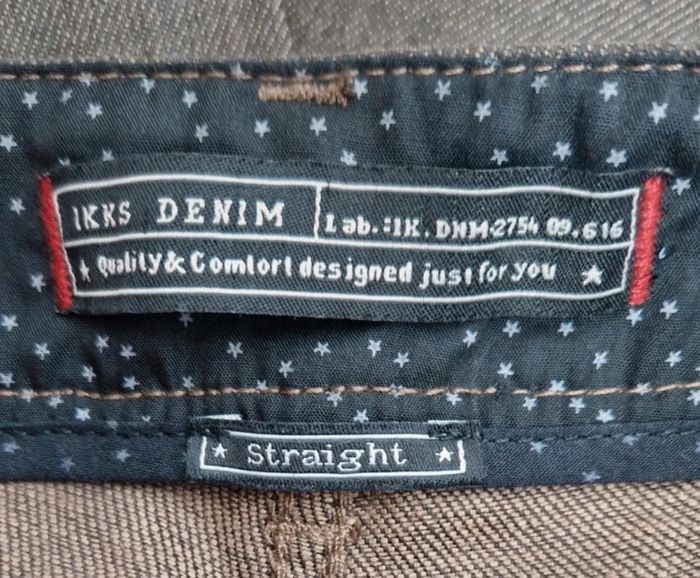 IKKS DENIM
Lab.:IK.DNM-2754 09.616
Quality & Comfort designed just for you
Straight